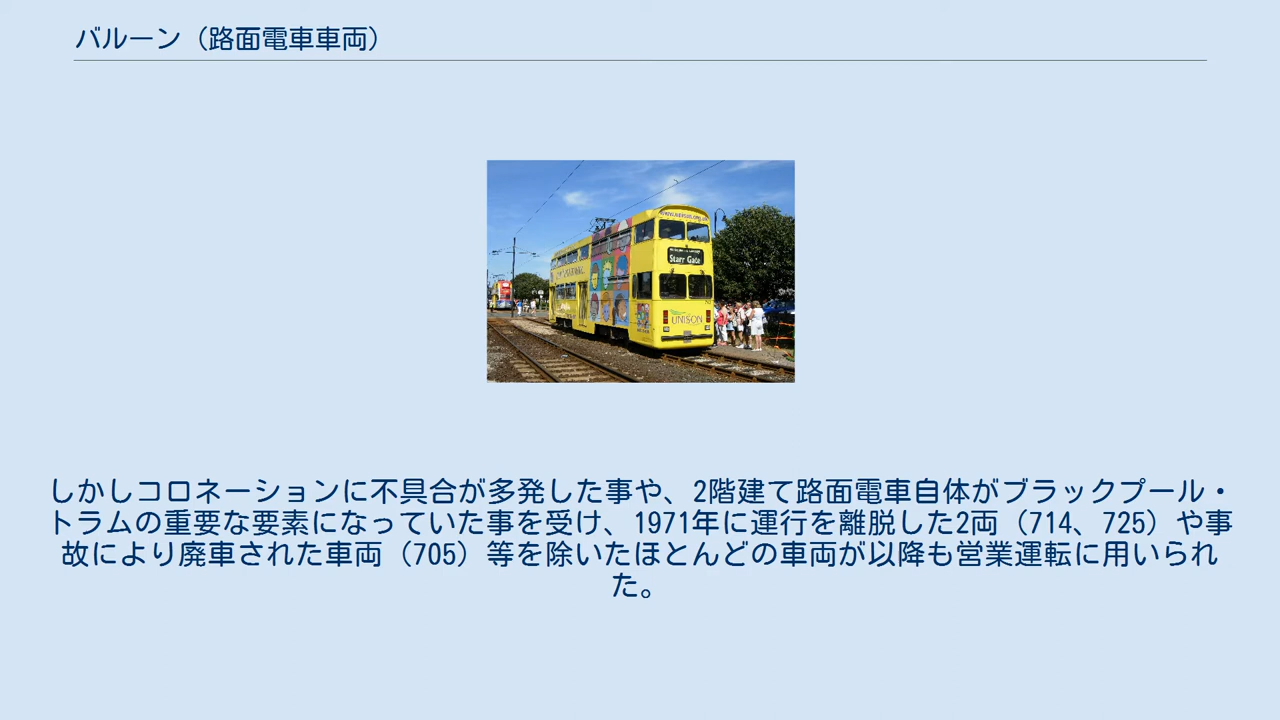 バルーン（路面電車車両）
Starr Gate
UNISON
しかしコロネーションに不具合が多発した事や、2階建て路面電車自体がブラックプール・
トラムの重要な要素になっていた事を受け、1971年に運行を離脱した2両（714、725）や事
故により廃車された車両（705）等を除いたほとんどの車両が以降も営業運転に用いられ
た。